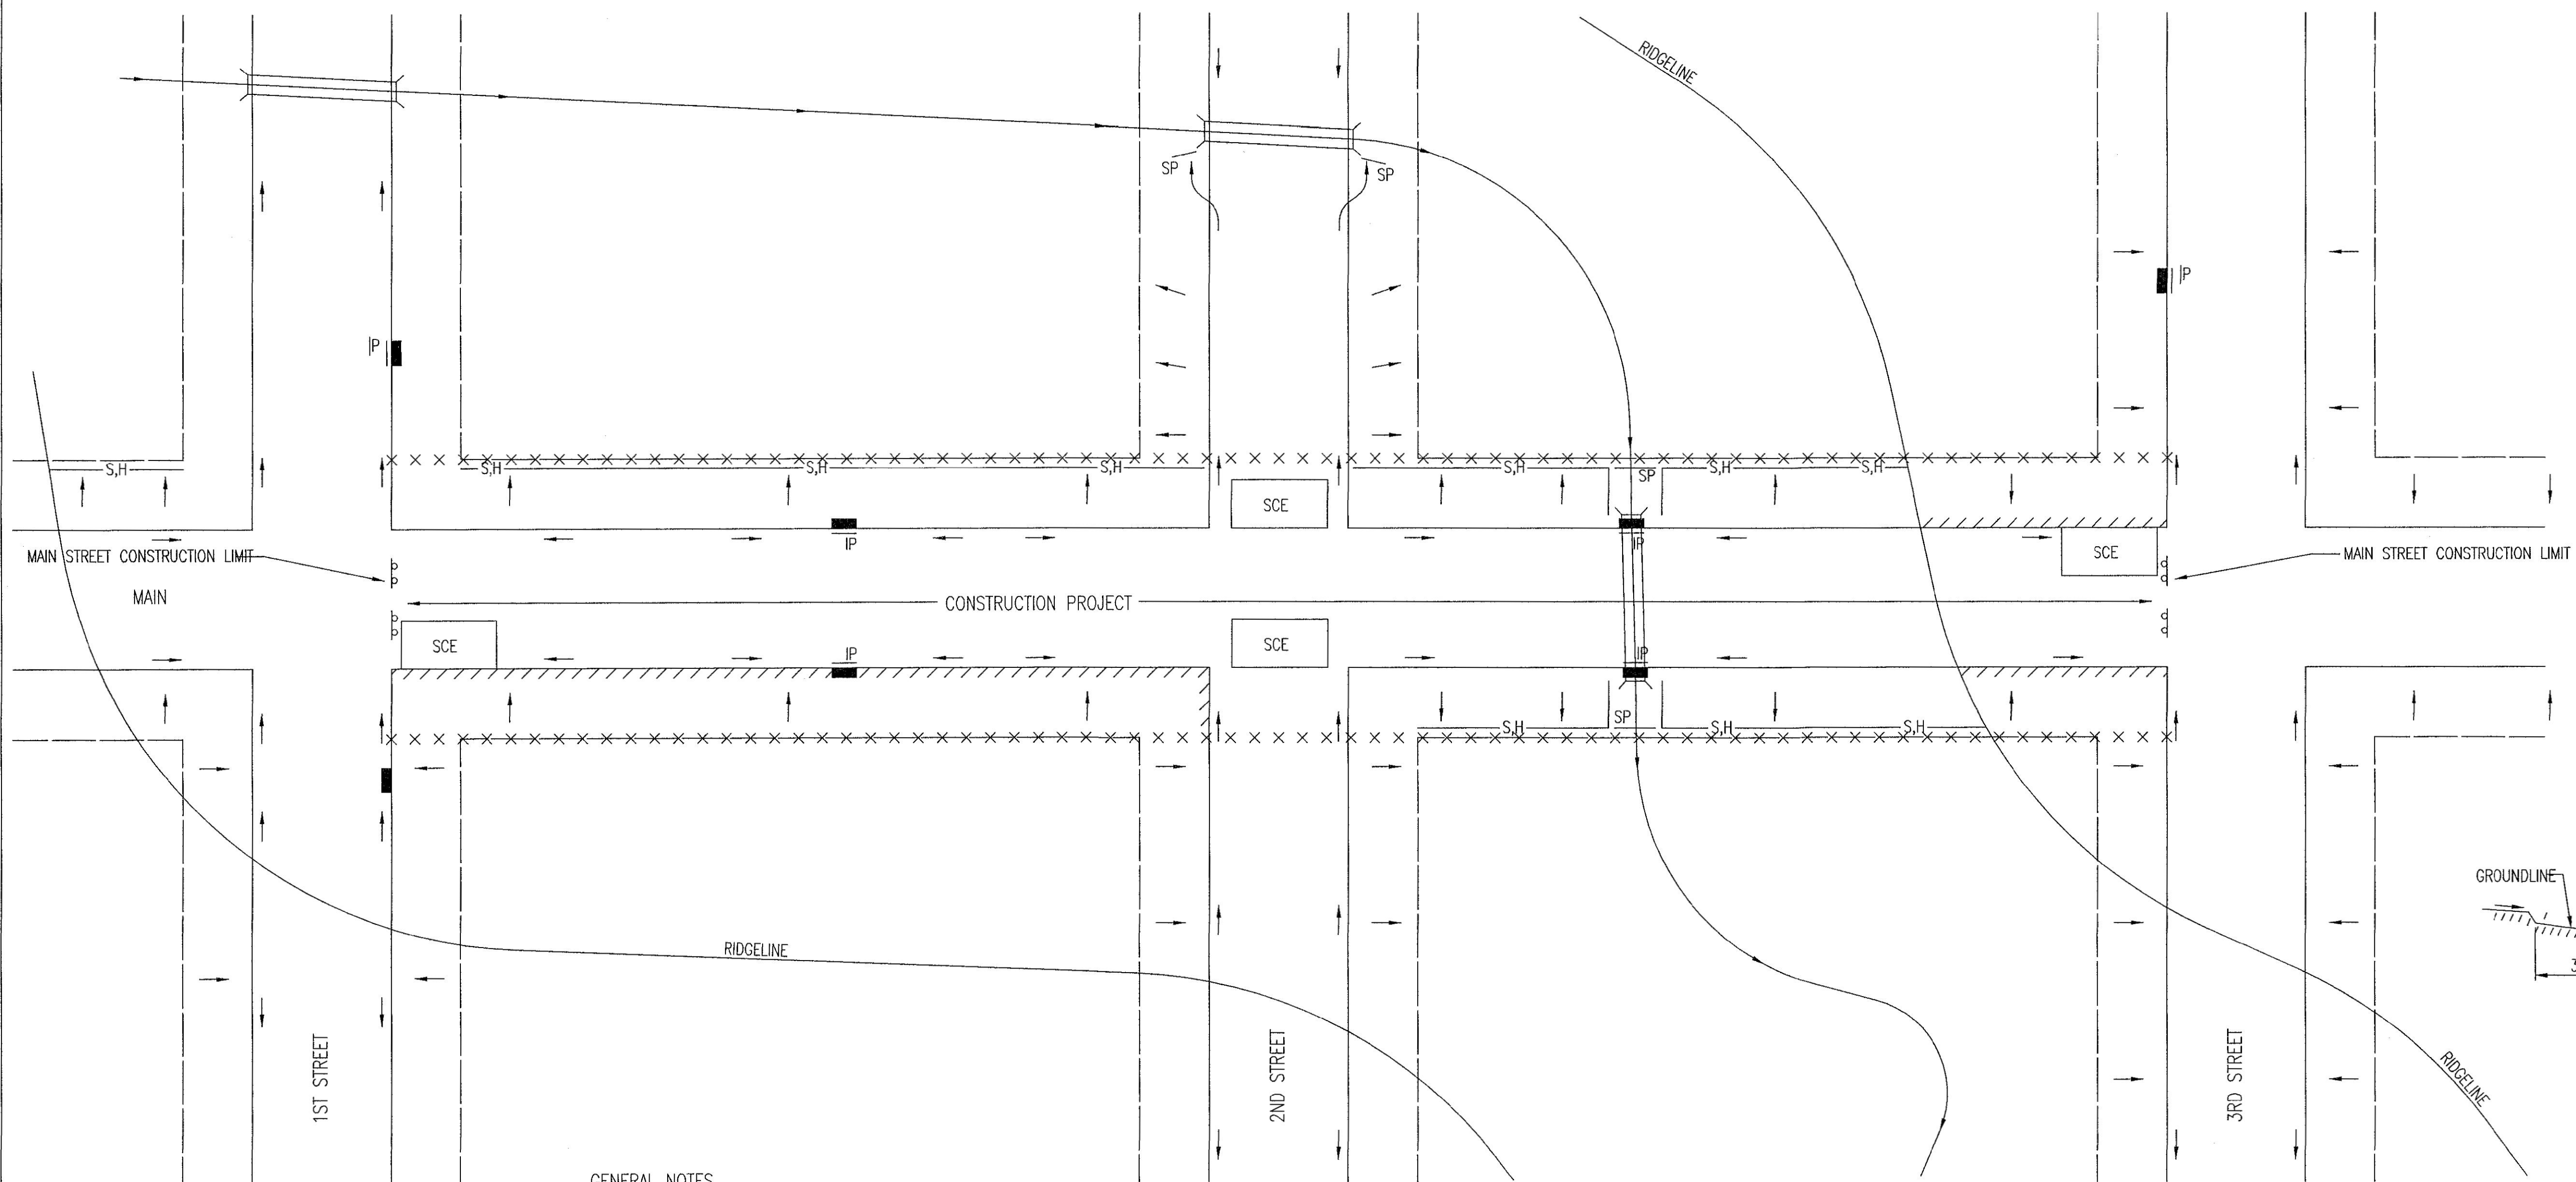 RIDGELINE
SP
SP
IP
IP
S,H
S,H
S,H
S,H
S,H
SP
S,H
S,H
SCE
MAIN STREET CONSTRUCTION LIMIT
IP
IP
SCE
MAIN STREET CONSTRUCTION LIMIT
MAIN
CONSTRUCTION PROJECT
SCE
SCE
IP
IP
SP
S,H
S,H
S,H
GROUNDLINE
RIDGELINE
3
1ST STREET
2ND STREET
3RD STREET
RIDGELINE
GENERAL NOTES